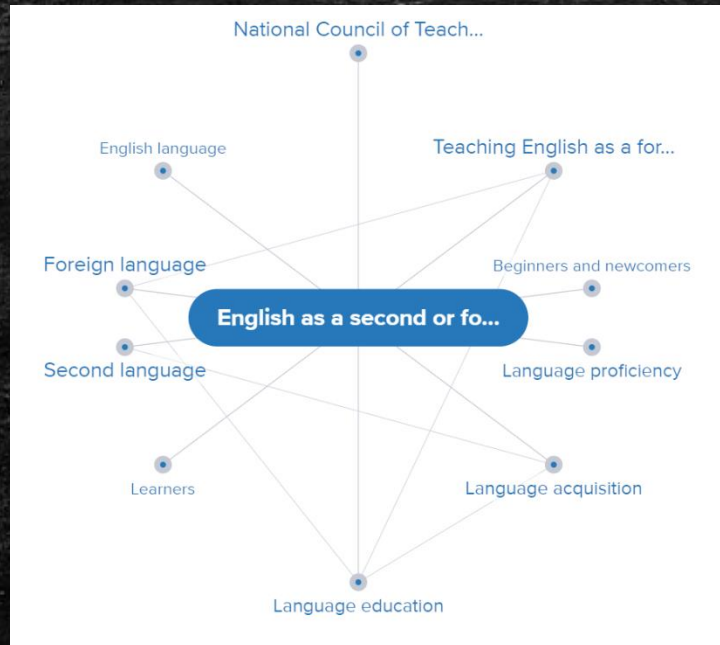 National Council of Teach...
English language
Teaching English as a for...
Foreign language
Beginners and newcomers
English as a second or fo...
Second language
Language proficiency
Learners
Language acquisition
Language education